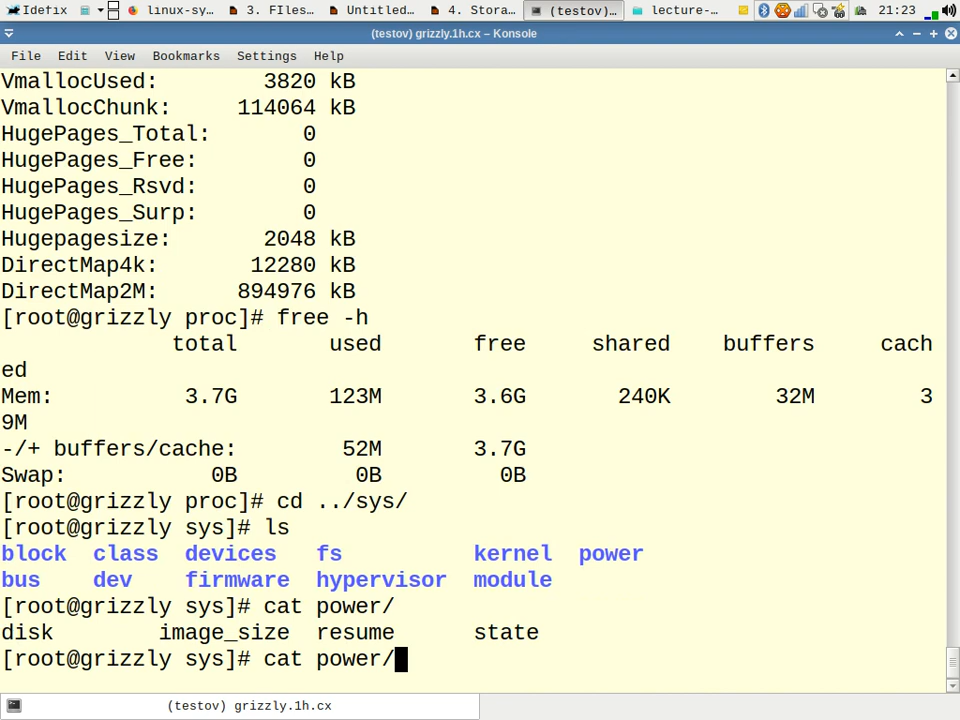 Idefix linux-sy… 3. FIles… Untitled… 4. Stora… (testov)… lecture-… 21:23
(testov) grizzly.1h.cx – Konsole
File Edit View Bookmarks Settings Help
VmallocUsed: 3820 kB
VmallocChunk: 114064 kB
HugePages_Total: 0
HugePages_Free: 0
HugePages_Rsvd: 0
HugePages_Surp: 0
Hugepagesize: 2048 kB
DirectMap4k: 12280 kB
DirectMap2M: 894976 kB
[root@grizzly proc]# free -h
total used free shared buffers cach
ed
Mem: 3.7G 123M 3.6G 240K 32M 3
9M
-/+ buffers/cache: 52M 3.7G
Swap: 0B 0B 0B
[root@grizzly proc]# cd ../sys/
[root@grizzly sys]# ls
block class devices fs kernel power
bus dev firmware hypervisor module
[root@grizzly sys]# cat power/
disk image_size resume state
[root@grizzly sys]# cat power/
(testov) grizzly.1h.cx